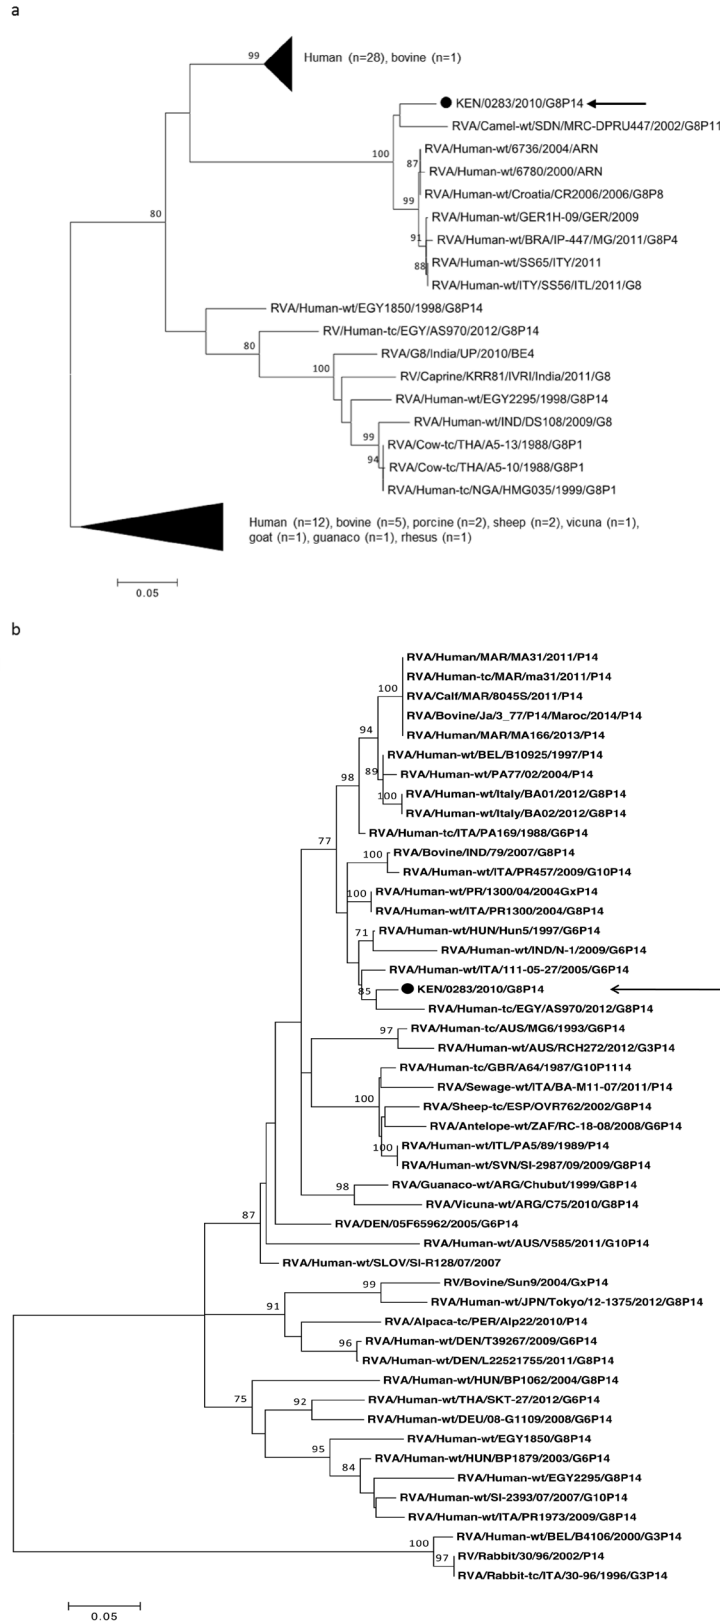 a
99
Human (n=28), bovine (n=1)
KEN/0283/2010/G8P14
RVA/Camel-wt/SDN/MRC-DPRU447/2002/G8P11
100
RVA/Human-wt/6736/2004/ARN
87
RVA/Human-wt/6780/2000/ARN
RVA/Human-wt/Croatia/CR2006/2006/G8P8
99
80
RVA/Human-wt/GER1H-09/GER/2009
91
RVA/Human-wt/BRA/IP-447/MG/2011/G8P4
RVA/Human-wt/SS65/ITY/2011
88
RVA/Human-wt/ITY/SS56/ITL/2011/G8
RVA/Human-wt/EGY1850/1998/G8P14
RV/Human-tc/EGY/AS970/2012/G8P14
80
RVA/G8/India/UP/2010/BE4
100
RV/Caprine/KRR81/IVRI/India/2011/G8
RVA/Human-wt/EGY2295/1998/G8P14
RVA/Human-wt/IND/DS108/2009/G8
99
RVA/Cow-tc/THA/A5-13/1988/G8P1
94
RVA/Cow-tc/THA/A5-10/1988/G8P1
RVA/Human-tc/NGA/HMG035/1999/G8P1
Human (n=12), bovine (n=5), porcine (n=2), sheep (n=2), vicuna (n=1),
goat (n=1), guanaco (n=1), rhesus (n=1)
0.05
b
RVA/Human/MAR/MA31/2011/P14
RVA/Human-tc/MAR/ma31/2011/P14
100
RVA/Calf/MAR/8045S/2011/P14
RVA/Bovine/Ja/3_77/P14/Maroc/2014/P14
94
RVA/Human/MAR/MA166/2013/P14
RVA/Human-wt/BEL/B10925/1997/P14
89
RVA/Human-wt/PA77/02/2004/P14
98
RVA/Human-wt/Italy/BA01/2012/G8P14
100
RVA/Human-wt/Italy/BA02/2012/G8P14
RVA/Human-tc/ITA/PA169/1988/G6P14
77
RVA/Bovine/IND/79/2007/G8P14
100
RVA/Human-wt/ITA/PR457/2009/G10P14
RVA/Human-wt/PR/1300/04/2004GxP14
100
RVA/Human-wt/ITA/PR1300/2004/G8P14
RVA/Human-wt/HUN/Hun5/1997/G6P14
71
RVA/Human-wt/IND/N-1/2009/G6P14
RVA/Human-wt/ITA/111-05-27/2005/G6P14
KEN/0283/2010/G8P14
85
RVA/Human-tc/EGY/AS970/2012/G8P14
RVA/Human-tc/AUS/MG6/1993/G6P14
97
RVA/Human-wt/AUS/RCH272/2012/G3P14
RVA/Human-tc/GBR/A64/1987/G10P1114
RVA/Sewage-wt/ITA/BA-M11-07/2011/P14
100
RVA/Sheep-tc/ESP/OVR762/2002/G8P14
RVA/Antelope-wt/ZAF/RC-18-08/2008/G6P14
RVA/Human-wt/ITL/PA5/89/1989/P14
100
RVA/Human-wt/SVN/SI-2987/09/2009/G8P14
RVA/Guanaco-wt/ARG/Chubut/1999/G8P14
98
RVA/Vicuna-wt/ARG/C75/2010/G8P14
87
RVA/DEN/05F65962/2005/G6P14
RVA/Human-wt/AUS/V585/2011/G10P14
RVA/Human-wt/SLOV/SI-R128/07/2007
RV/Bovine/Sun9/2004/GxP14
99
RVA/Human-wt/JPN/Tokyo/12-1375/2012/G8P14
91
RVA/Alpaca-tc/PER/Alp22/2010/P14
RVA/Human-wt/DEN/T39267/2009/G6P14
96
RVA/Human-wt/DEN/L22521755/2011/G8P14
RVA/Human-wt/HUN/BP1062/2004/G8P14
75
RVA/Human-wt/THA/SKT-27/2012/G6P14
92
RVA/Human-wt/DEU/08-G1109/2008/G6P14
RVA/Human-wt/EGY1850/G8P14
95
RVA/Human-wt/HUN/BP1879/2003/G6P14
84
RVA/Human-wt/EGY2295/G8P14
RVA/Human-wt/SI-2393/07/2007/G10P14
RVA/Human-wt/ITA/PR1973/2009/G8P14
RVA/Human-wt/BEL/B4106/2000/G3P14
100
RV/Rabbit/30/96/2002/P14
97
RVA/Rabbit-tc/ITA/30-96/1996/G3P14
0.05